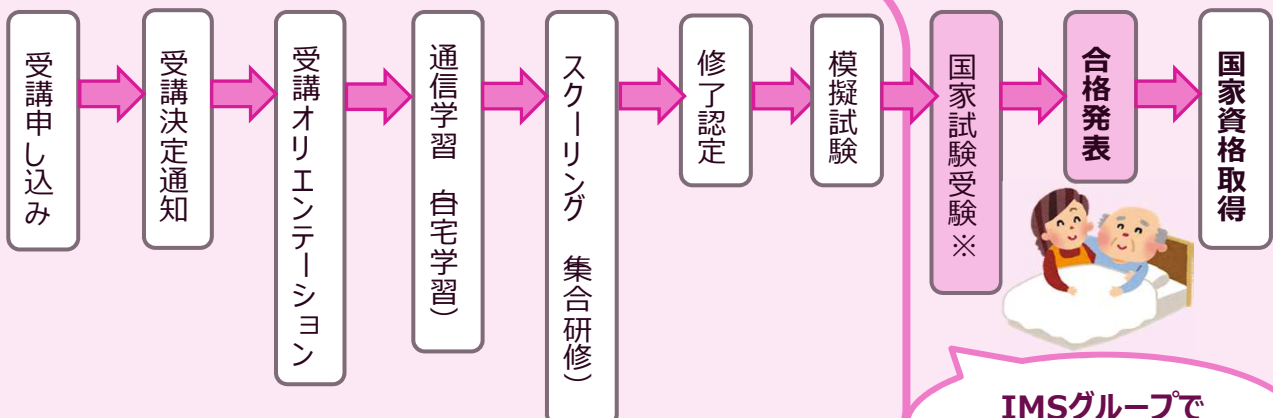 受講申し込み
受講決定通知
受講オリエンテーション
通信学習 自宅学習）
スクーリング 集合研修）
修了認定
模擬試験
国家試験受験※
合格発表
国家資格取得
IMSグループで